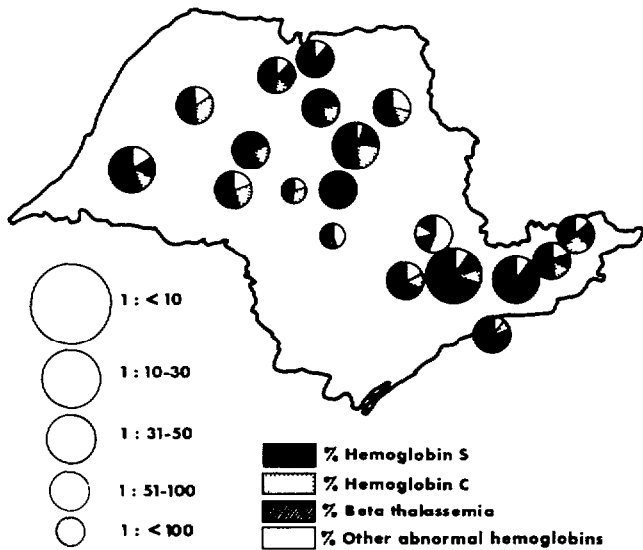 1 : < 10
1 : 10-30
1 : 31-50
1 : 51-100
1 : < 100
% Hemoglobin S
% Hemoglobin C
% Beta thalassemia
% Other abnormal hemoglobins